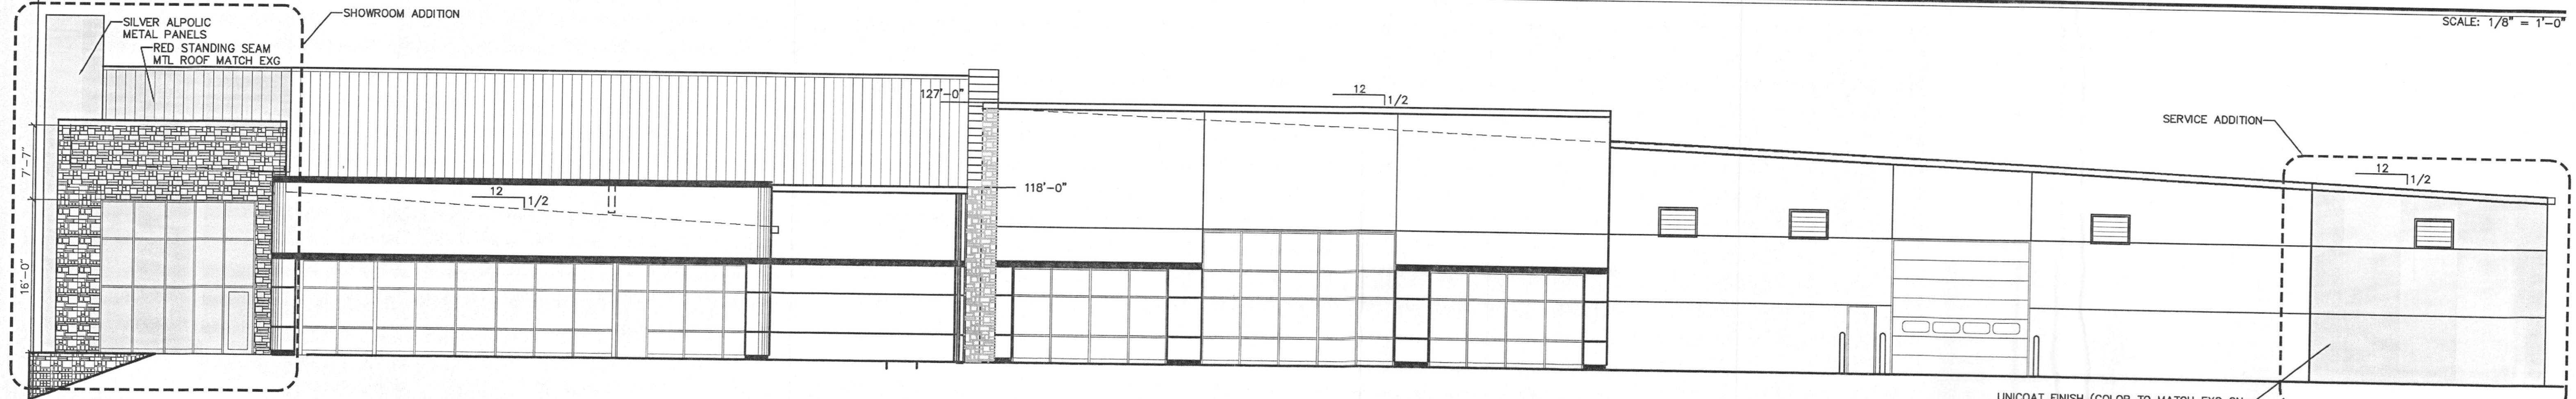 SCALE: 1/8" = 1'-0"
SHOWROOM ADDITION
SILVER ALPOLIC
METAL PANELS
RED STANDING SEAM
MTL ROOF MATCH EXG
127'-0"
12
1/2
SERVICE ADDITION
12
1/2
7'-7"
12
1/2
118'-0"
16'-0"
UNICOAT FINISH (COLOR TO MATCH EXG